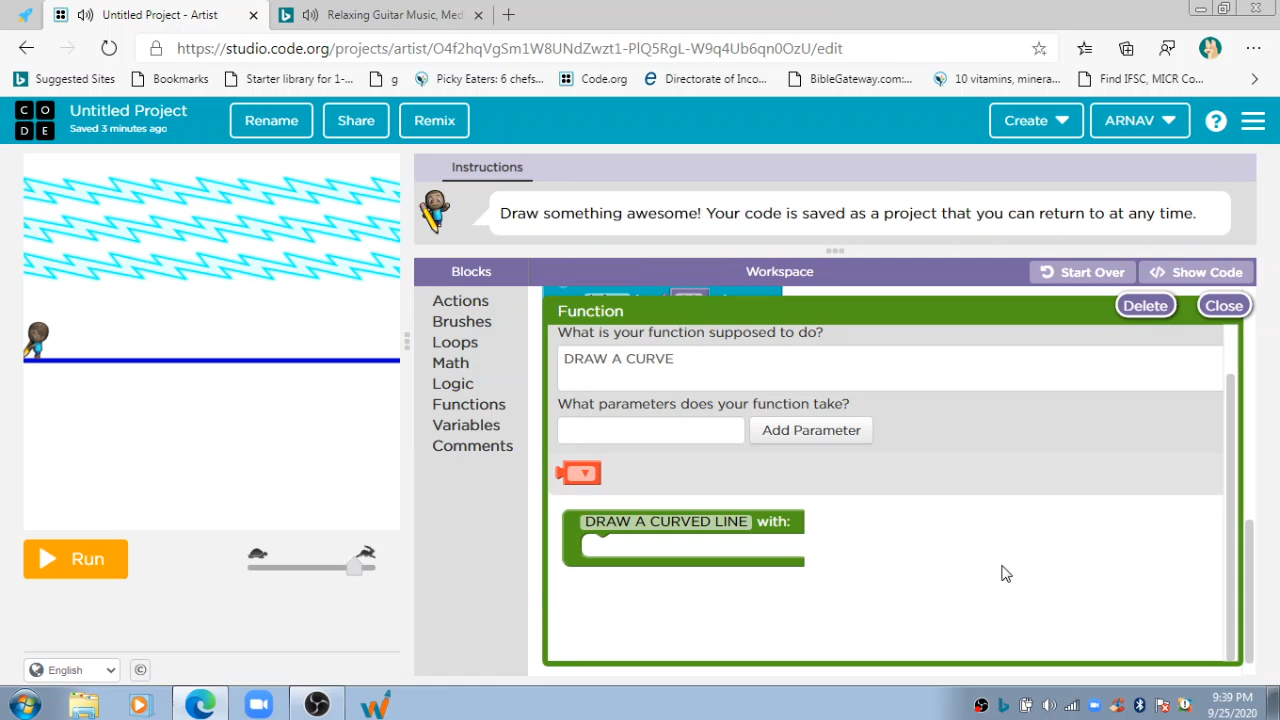 Untitled Project - Artist
Relaxing Guitar Music, Med
https://studio.code.org/projects/artist/O4f2hqVgSm1W8UNdZwzt1-PlQ5RgL-W9q4Ub6qn0OzU/edit
Suggested Sites
Bookmarks
Starter library for 1-...
g
Picky Eaters: 6 chefs...
Code.org
Directorate of Inco...
BibleGateway.com:...
10 vitamins, minera...
Find IFSC, MICR Co...
C O
D E
Untitled Project
Saved 3 minutes ago
Rename
Share
Remix
Create
ARNAV
?
Instructions
Draw something awesome! Your code is saved as a project that you can return to at any time.
Blocks
Workspace
Start Over
Show Code
Actions
Brushes
Loops
Math
Logic
Functions
Variables
Comments
Function
Delete
Close
What is your function supposed to do?
DRAW A CURVE
What parameters does your function take?
Add Parameter
DRAW A CURVED LINE with:
Run
English
©
9:39 PM
9/25/2020